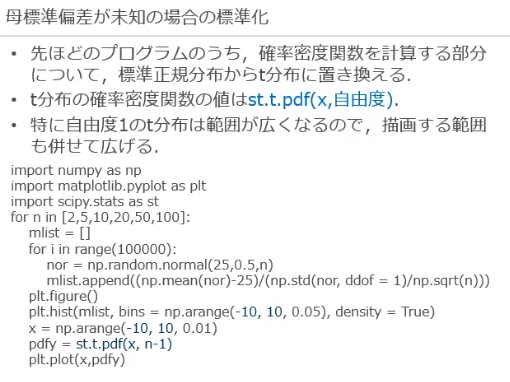 母標準偏差が未知の場合の標準化
• 先ほどのプログラムのうち，確率密度関数を計算する部分
について，標準正規分布からt分布に置き換える．
• t分布の確率密度関数の値はst.t.pdf(x,自由度)．
• 特に自由度1のt分布は範囲が広くなるので，描画する範囲
も併せて広げる．
import numpy as np
import matplotlib.pyplot as plt
import scipy.stats as st
for n in [2,5,10,20,50,100]:
    mlist = []
    for i in range(100000):
        nor = np.random.normal(25,0.5,n)
        mlist.append((np.mean(nor)-25)/(np.std(nor, ddof = 1)/np.sqrt(n)))
    plt.figure()
    plt.hist(mlist, bins = np.arange(-10, 10, 0.05), density = True)
    x = np.arange(-10, 10, 0.01)
    pdfy = st.t.pdf(x, n-1)
    plt.plot(x,pdfy)